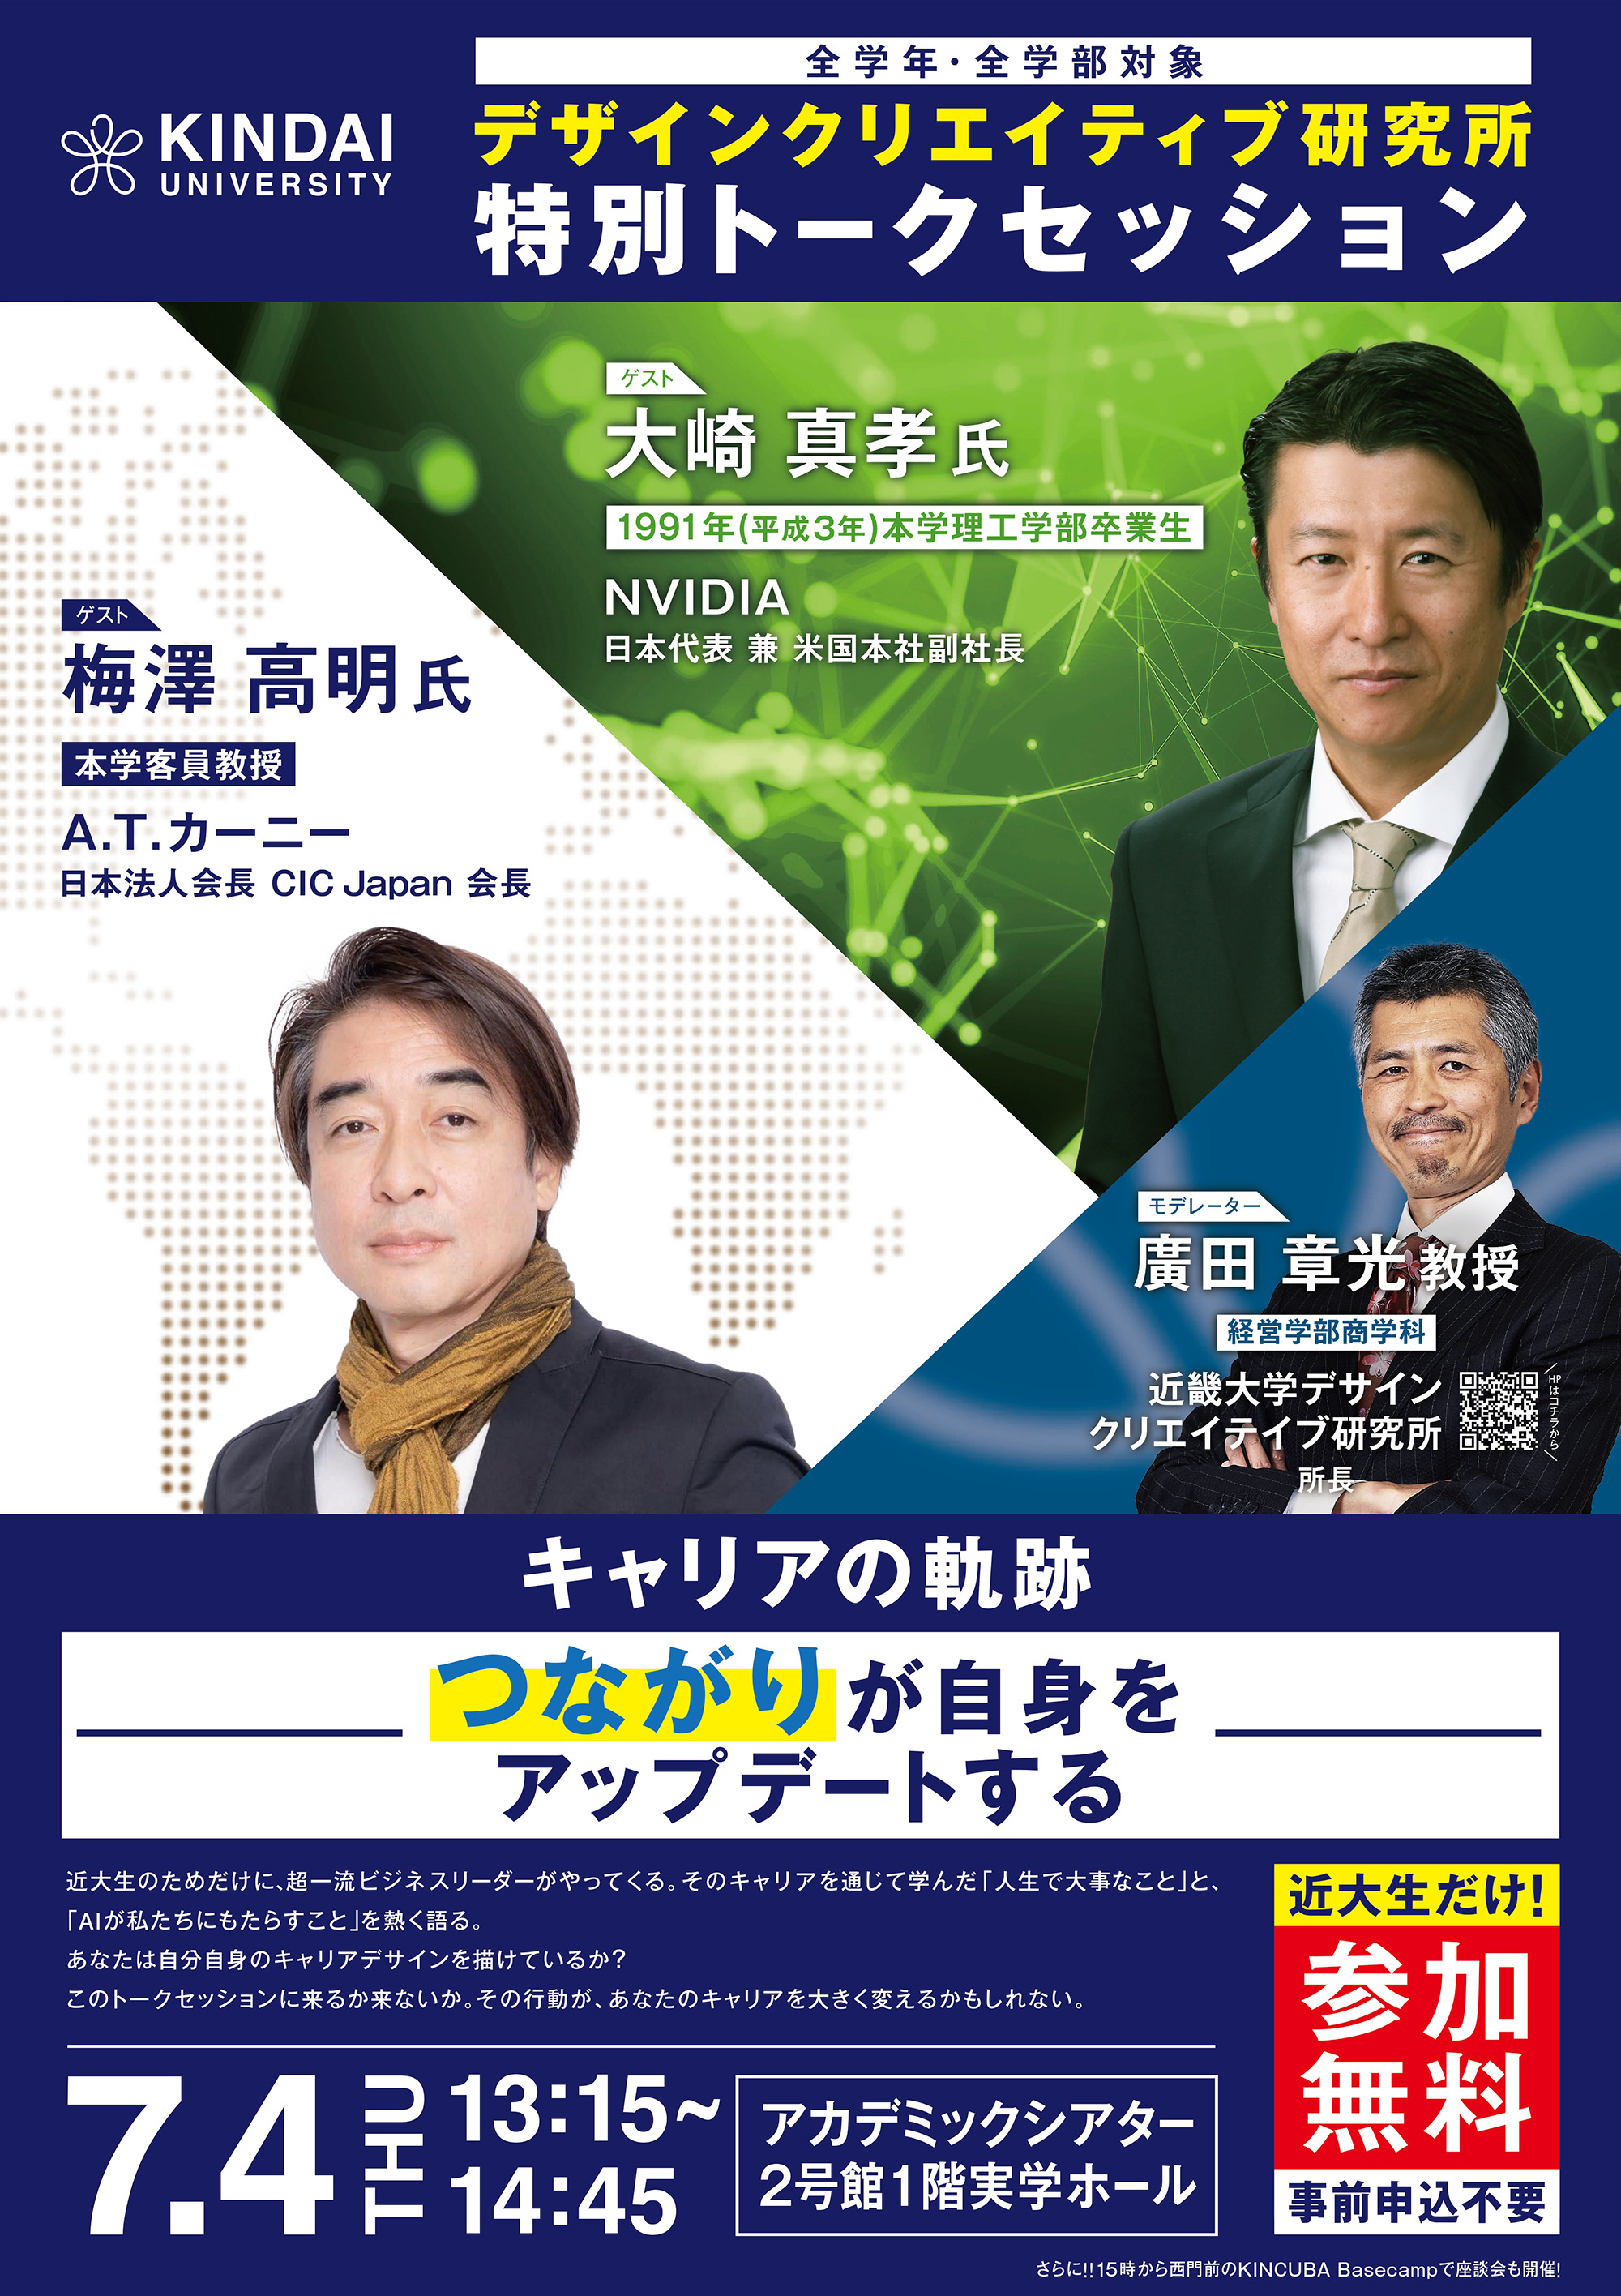 全学年・全学部対象
KINDAI
UNIVERSITY
デザインクリエイティブ研究所
特別トークセッション
ゲスト
大崎 真孝 氏
1991年(平成3年)本学理工学部卒業生
NVIDIA
日本代表 兼 米国本社副社長
ゲスト
梅澤 高明 氏
本学客員教授
A.T.カーニー
日本法人会長 CIC Japan 会長
モデレーター
廣田 章光 教授
経営学部商学科
近畿大学デサイン
クリエイテイブ研究所
所長
HPはコチラから
キャリアの軌跡
つながりが自身を
アップデートする
近大生のためだけに、超一流ビジネスリーダーがやってくる。そのキャリアを通じて学んだ「人生で大事なこと」と、
「AIが私たちにもたらすこと」を熱く語る。
あなたは自分自身のキャリアデサインを描けているか?
このトークセッションに来るか来ないか。その行動が、あなたのキャリアを大きく変えるかもしれない。
近大生だけ!
参加
無料
事前申込不要
7.4 THU 13:15~
14:45
アカデミックシアター
2号館1階実学ホール
さらに!!15時から西門前のKINCUBA Basecampで座談会も開催!